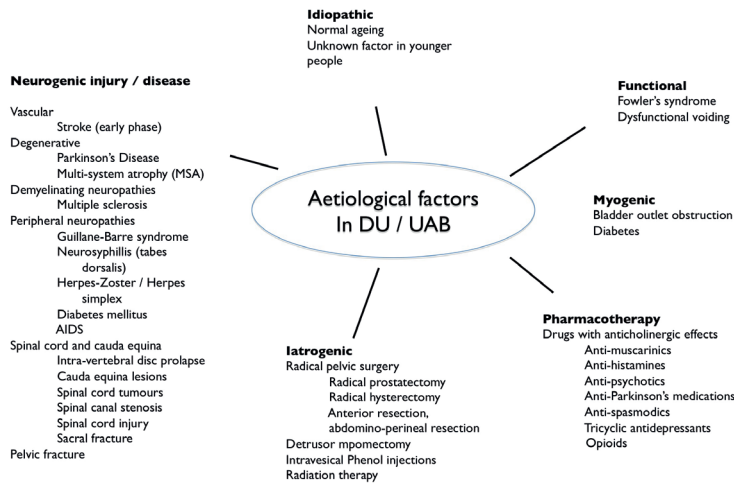 Idiopathic
Normal ageing
Unknown factor in younger
people
Neurogenic injury / disease
Vascular
Stroke (early phase)
Degenerative
Parkinson's Disease
Multi-system atrophy (MSA)
Demyelinating neuropathies
Multiple sclerosis
Peripheral neuropathies
Guillane-Barre syndrome
Neurosyphillis (tabes
dorsalis)
Herpes-Zoster / Herpes
simplex
Diabetes mellitus
AIDS
Spinal cord and cauda equina
Intra-vertebral disc prolapse
Cauda equina lesions
Spinal cord tumours
Spinal canal stenosis
Spinal cord injury
Sacral fracture
Pelvic fracture
Aetiological factors
In DU / UAB
Functional
Fowler's syndrome
Dysfunctional voiding
Myogenic
Bladder outlet obstruction
Diabetes
Iatrogenic
Radical pelvic surgery
Radical prostatectomy
Radical hysterectomy
Anterior resection,
abdomino-perineal resection
Detrusor mpomectomy
Intravesical Phenol injections
Radiation therapy
Pharmacotherapy
Drugs with anticholinergic effects
Anti-muscarinics
Anti-histamines
Anti-psychotics
Anti-Parkinson's medications
Anti-spasmodics
Tricyclic antidepressants
Opioids